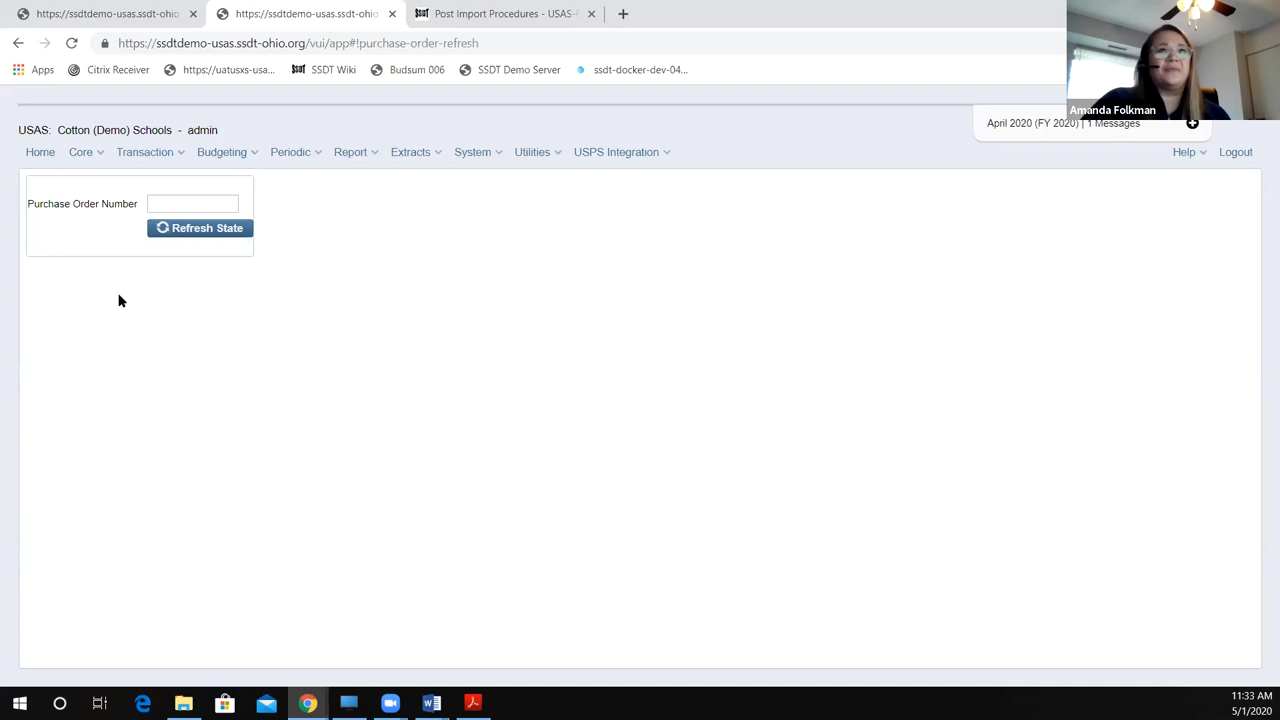 https://ssdtdemo-usas.ssdt-ohio
https://ssdtdemo-usas.ssdt-ohio
Post Import Procedures - USAS-
https://ssdtdemo-usas.ssdt-ohio.org/vui/app#!purchase-order-refresh
Apps
Citrix Receiver
https://uatusxs-usa...
SSDT Wiki
Budsum 006
SSDT Demo Server
ssdt-docker-dev-04...
Amanda Folkman
USAS: Cotton (Demo) Schools - admin
April 2020 (FY 2020) | 1 Messages
Home Core Transaction Budgeting Periodic Report Extracts System Utilities USPS Integration Help Logout
Purchase Order Number
Refresh State
11:33 AM
5/1/2020